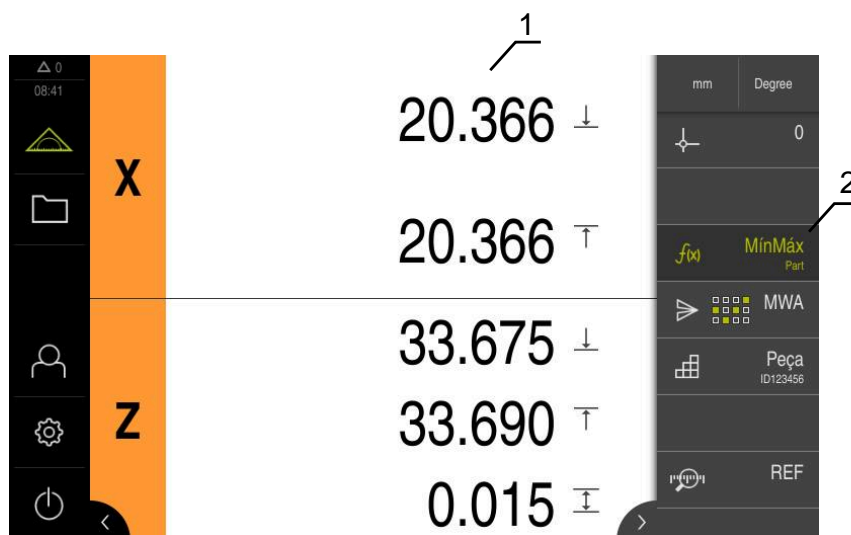 1
△ 0
08:41
X
20.366
20.366
Z
33.675
33.690
0.015
mm Degree
0
2
f(x) MínMáx
Part
MWA
Peça
ID123456
REF